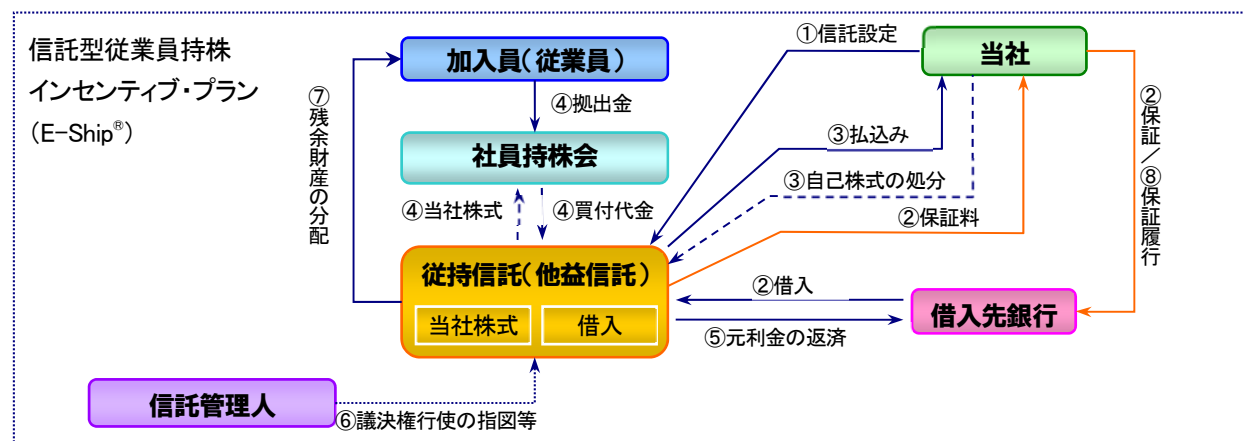 信託型従業員持株
インセンティブ・プラン
(E-Ship®)
加入員(従業員)
①信託設定
当社
④拠出金
⑦残余財産の分配
②保証/⑧保証履行
社員持株会
③払込み
③自己株式の処分
④当社株式
④買付代金
②保証料
従持信託(他益信託)
当社株式
借入
②借入
借入先銀行
⑤元利金の返済
信託管理人
⑥議決権行使の指図等